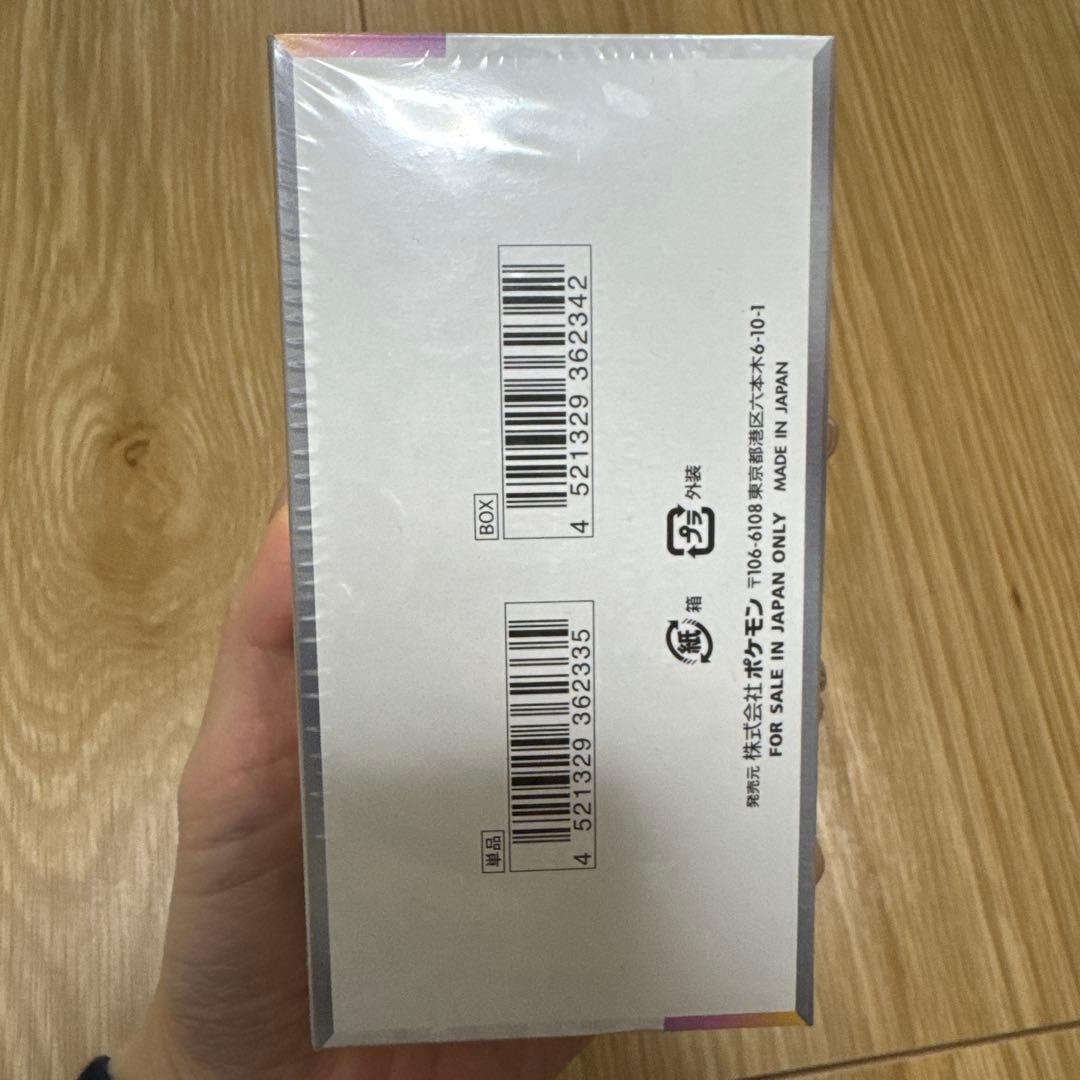 単品
4 521329 362335
BOX
4 521329 362342
紙 箱
プラ 外装
発売元 株式会社ポケモン 〒106-6108 東京都港区六本木6-10-1
FOR SALE IN JAPAN ONLY MADE IN JAPAN